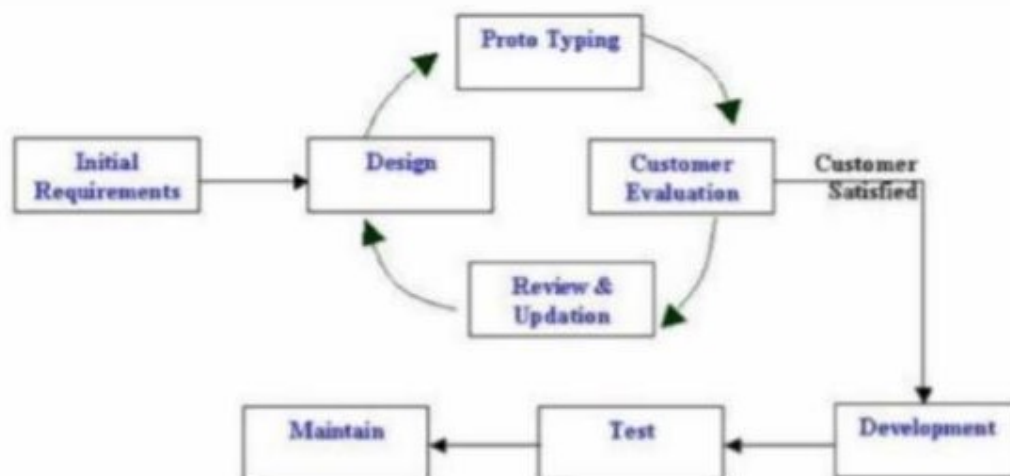 Proto Typing
Initial
Requirements
Design
Customer
Evaluation
Customer
Satisfied
Review &
Updation
Maintain
Test
Development